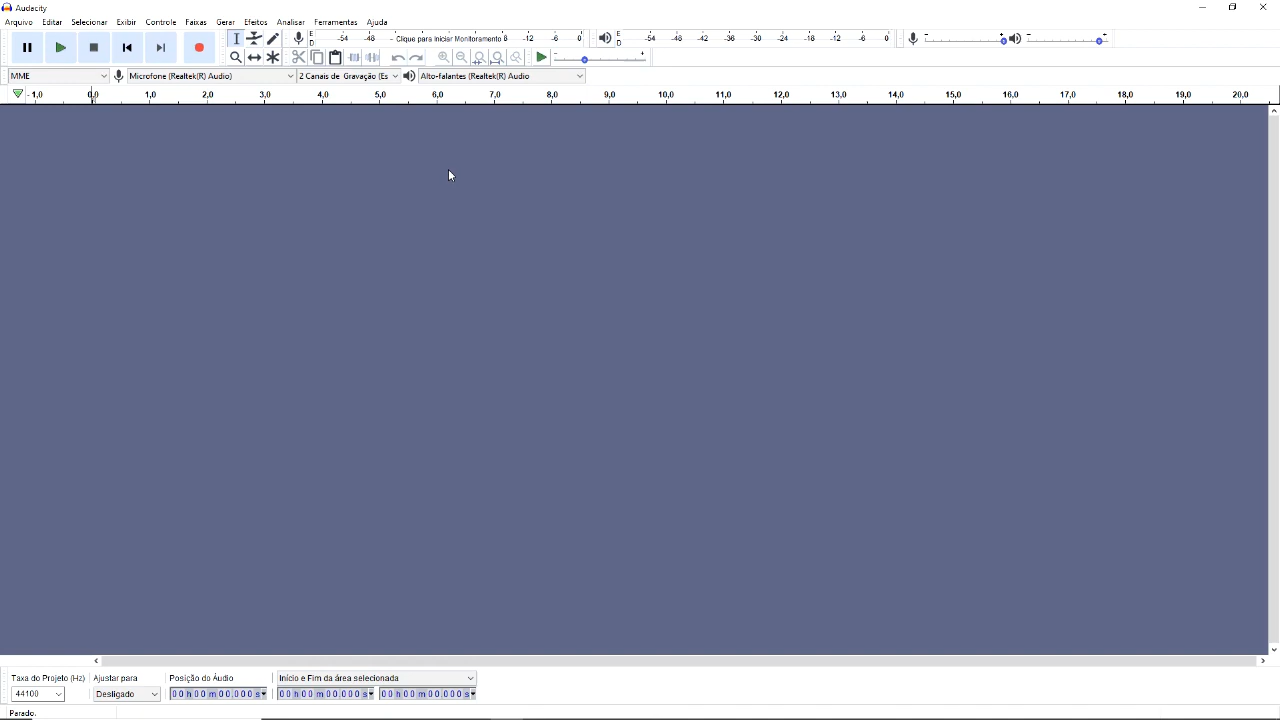 Audacity
Arquivo Editar Selecionar Exibir Controle Faixas Gerar Efeitos Analisar Ferramentas Ajuda
E D -54 -48 - Clique para Iniciar Monitoramento 8 -12 -6 0 E D -54 -48 -42 -36 -30 -24 -18 -12 -6 0 - + - +
- +
MME Microfone (Realtek(R) Audio) 2 Canais de Gravação (Es Alto-falantes (Realtek(R) Audio
- 1,0 0,0 1,0 2,0 3,0 4,0 5,0 6,0 7,0 8,0 9,0 10,0 11,0 12,0 13,0 14,0 15,0 16,0 17,0 18,0 19,0 20,0
Taxa do Projeto (Hz) Ajustar para Posição do Áudio Início e Fim da área selecionada
44100 Desligado 00 h 00 m 00,000 s 00 h 00 m 00,000 s 00 h 00 m 00,000 s
Parado.